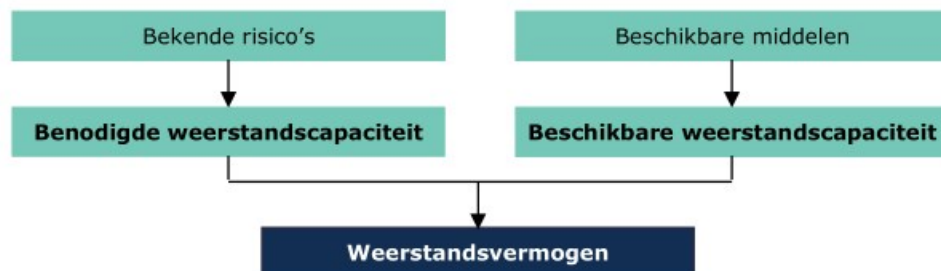 Bekende risico’s
Beschikbare middelen
Benodigde weerstandscapaciteit
Beschikbare weerstandscapaciteit
Weerstandsvermogen